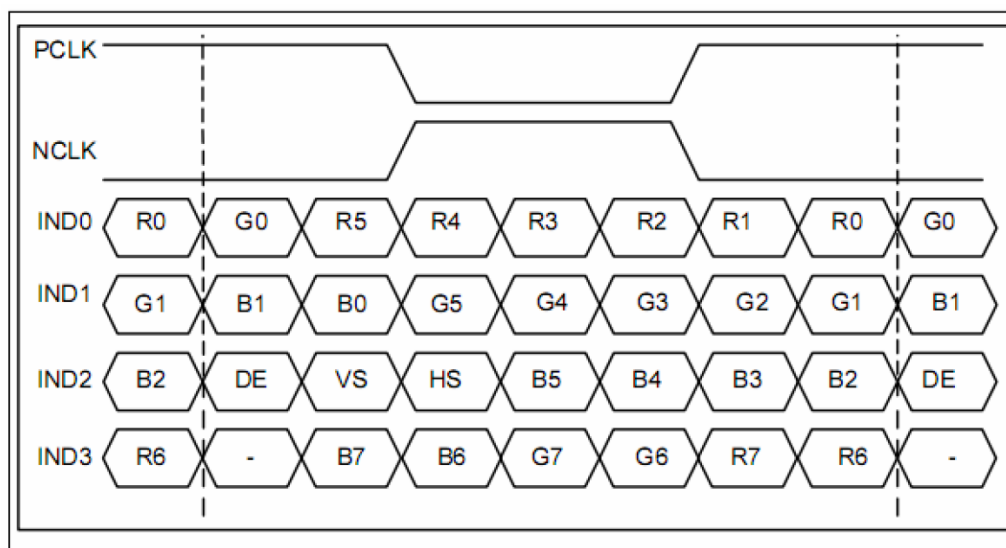 PCLK
NCLK
IND0 R0 G0 R5 R4 R3 R2 R1 R0 G0
IND1 G1 B1 B0 G5 G4 G3 G2 G1 B1
IND2 B2 DE VS HS B5 B4 B3 B2 DE
IND3 R6 - B7 B6 G7 G6 R7 R6 -